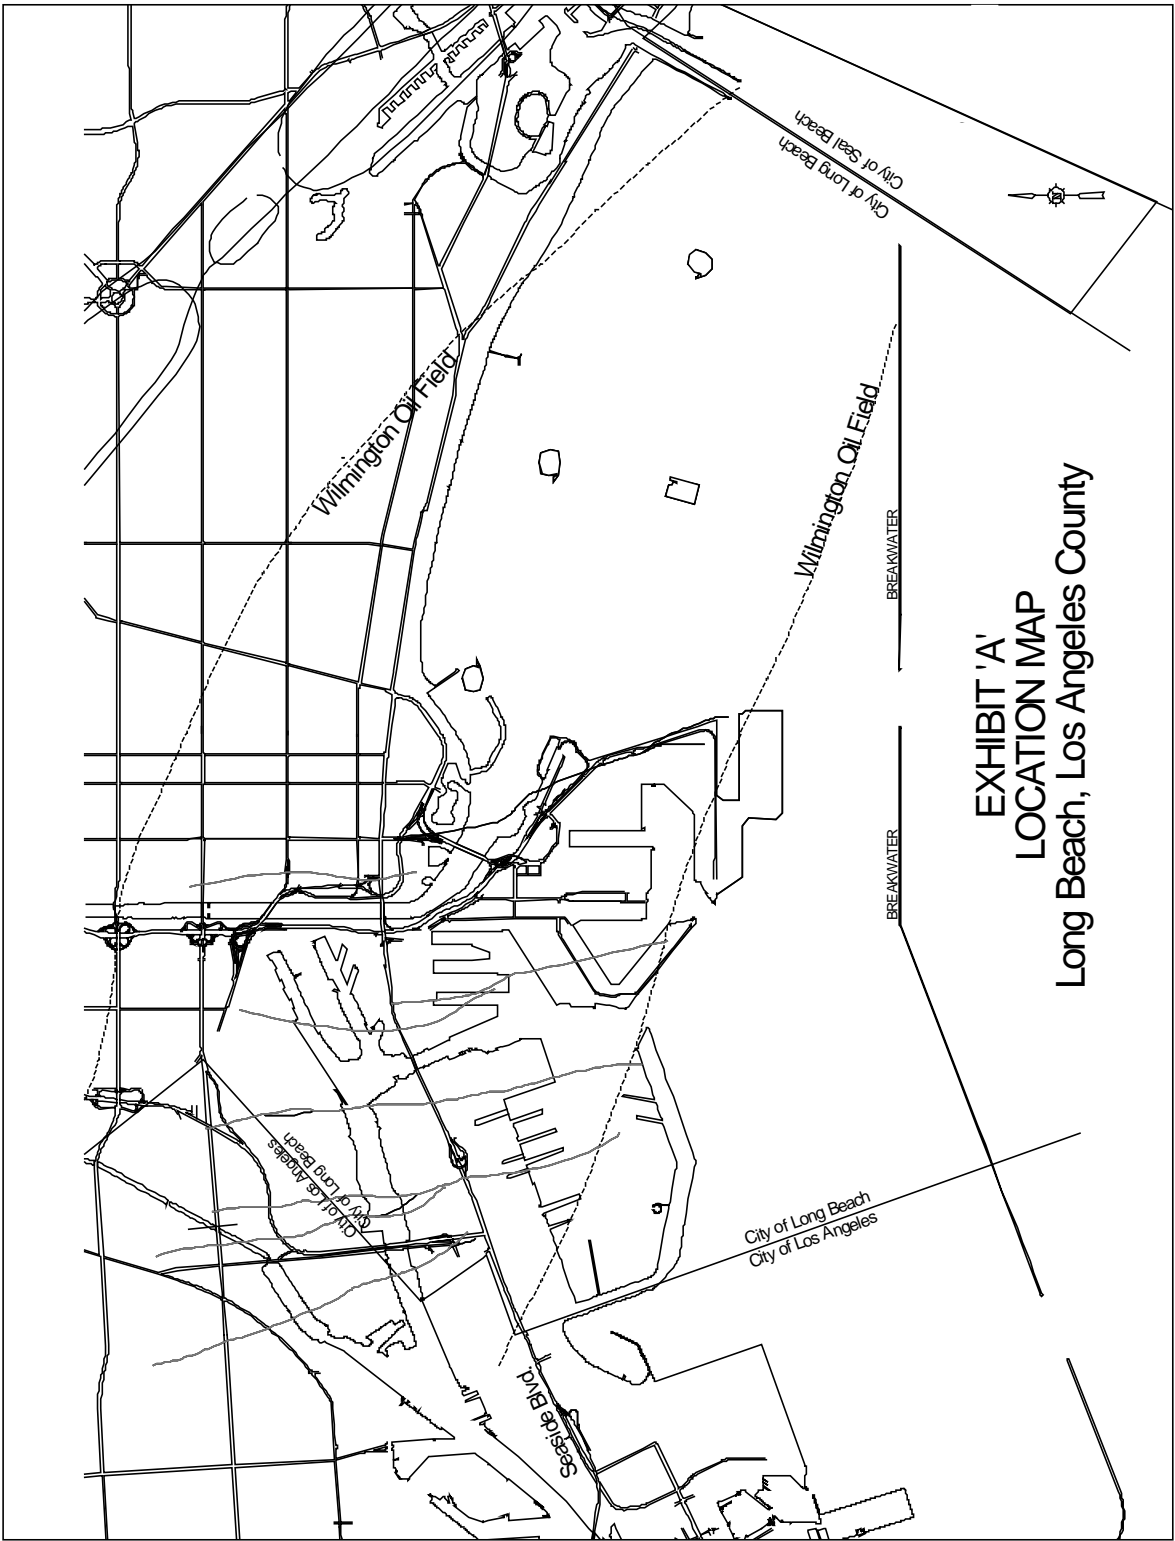 City of Seal Beach
City of Long Beach
Wilmington Oil Field
Wilmington Oil Field
BREAKWATER
BREAKWATER
City of Los Angeles
City of Long Beach
City of Long Beach
City of Los Angeles
Seaside Blvd.
EXHIBIT 'A'
LOCATION MAP
Long Beach, Los Angeles County